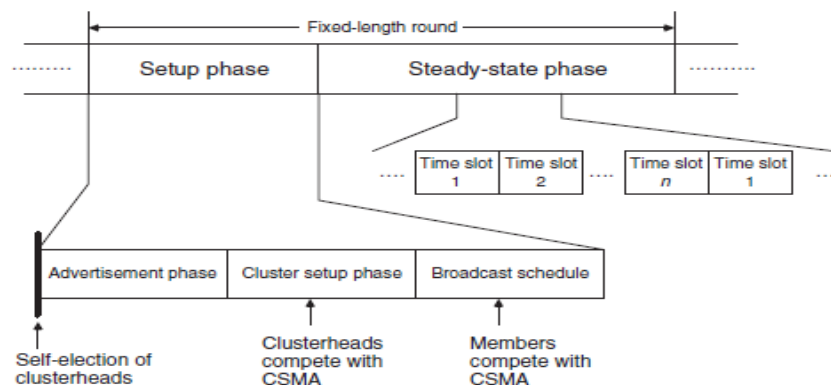 Fixed-length round
Setup phase
Steady-state phase
Time slot
1
Time slot
2
Time slot
n
Time slot
1
Advertisement phase
Cluster setup phase
Broadcast schedule
Self-election of
clusterheads
Clusterheads
compete with
CSMA
Members
compete with
CSMA